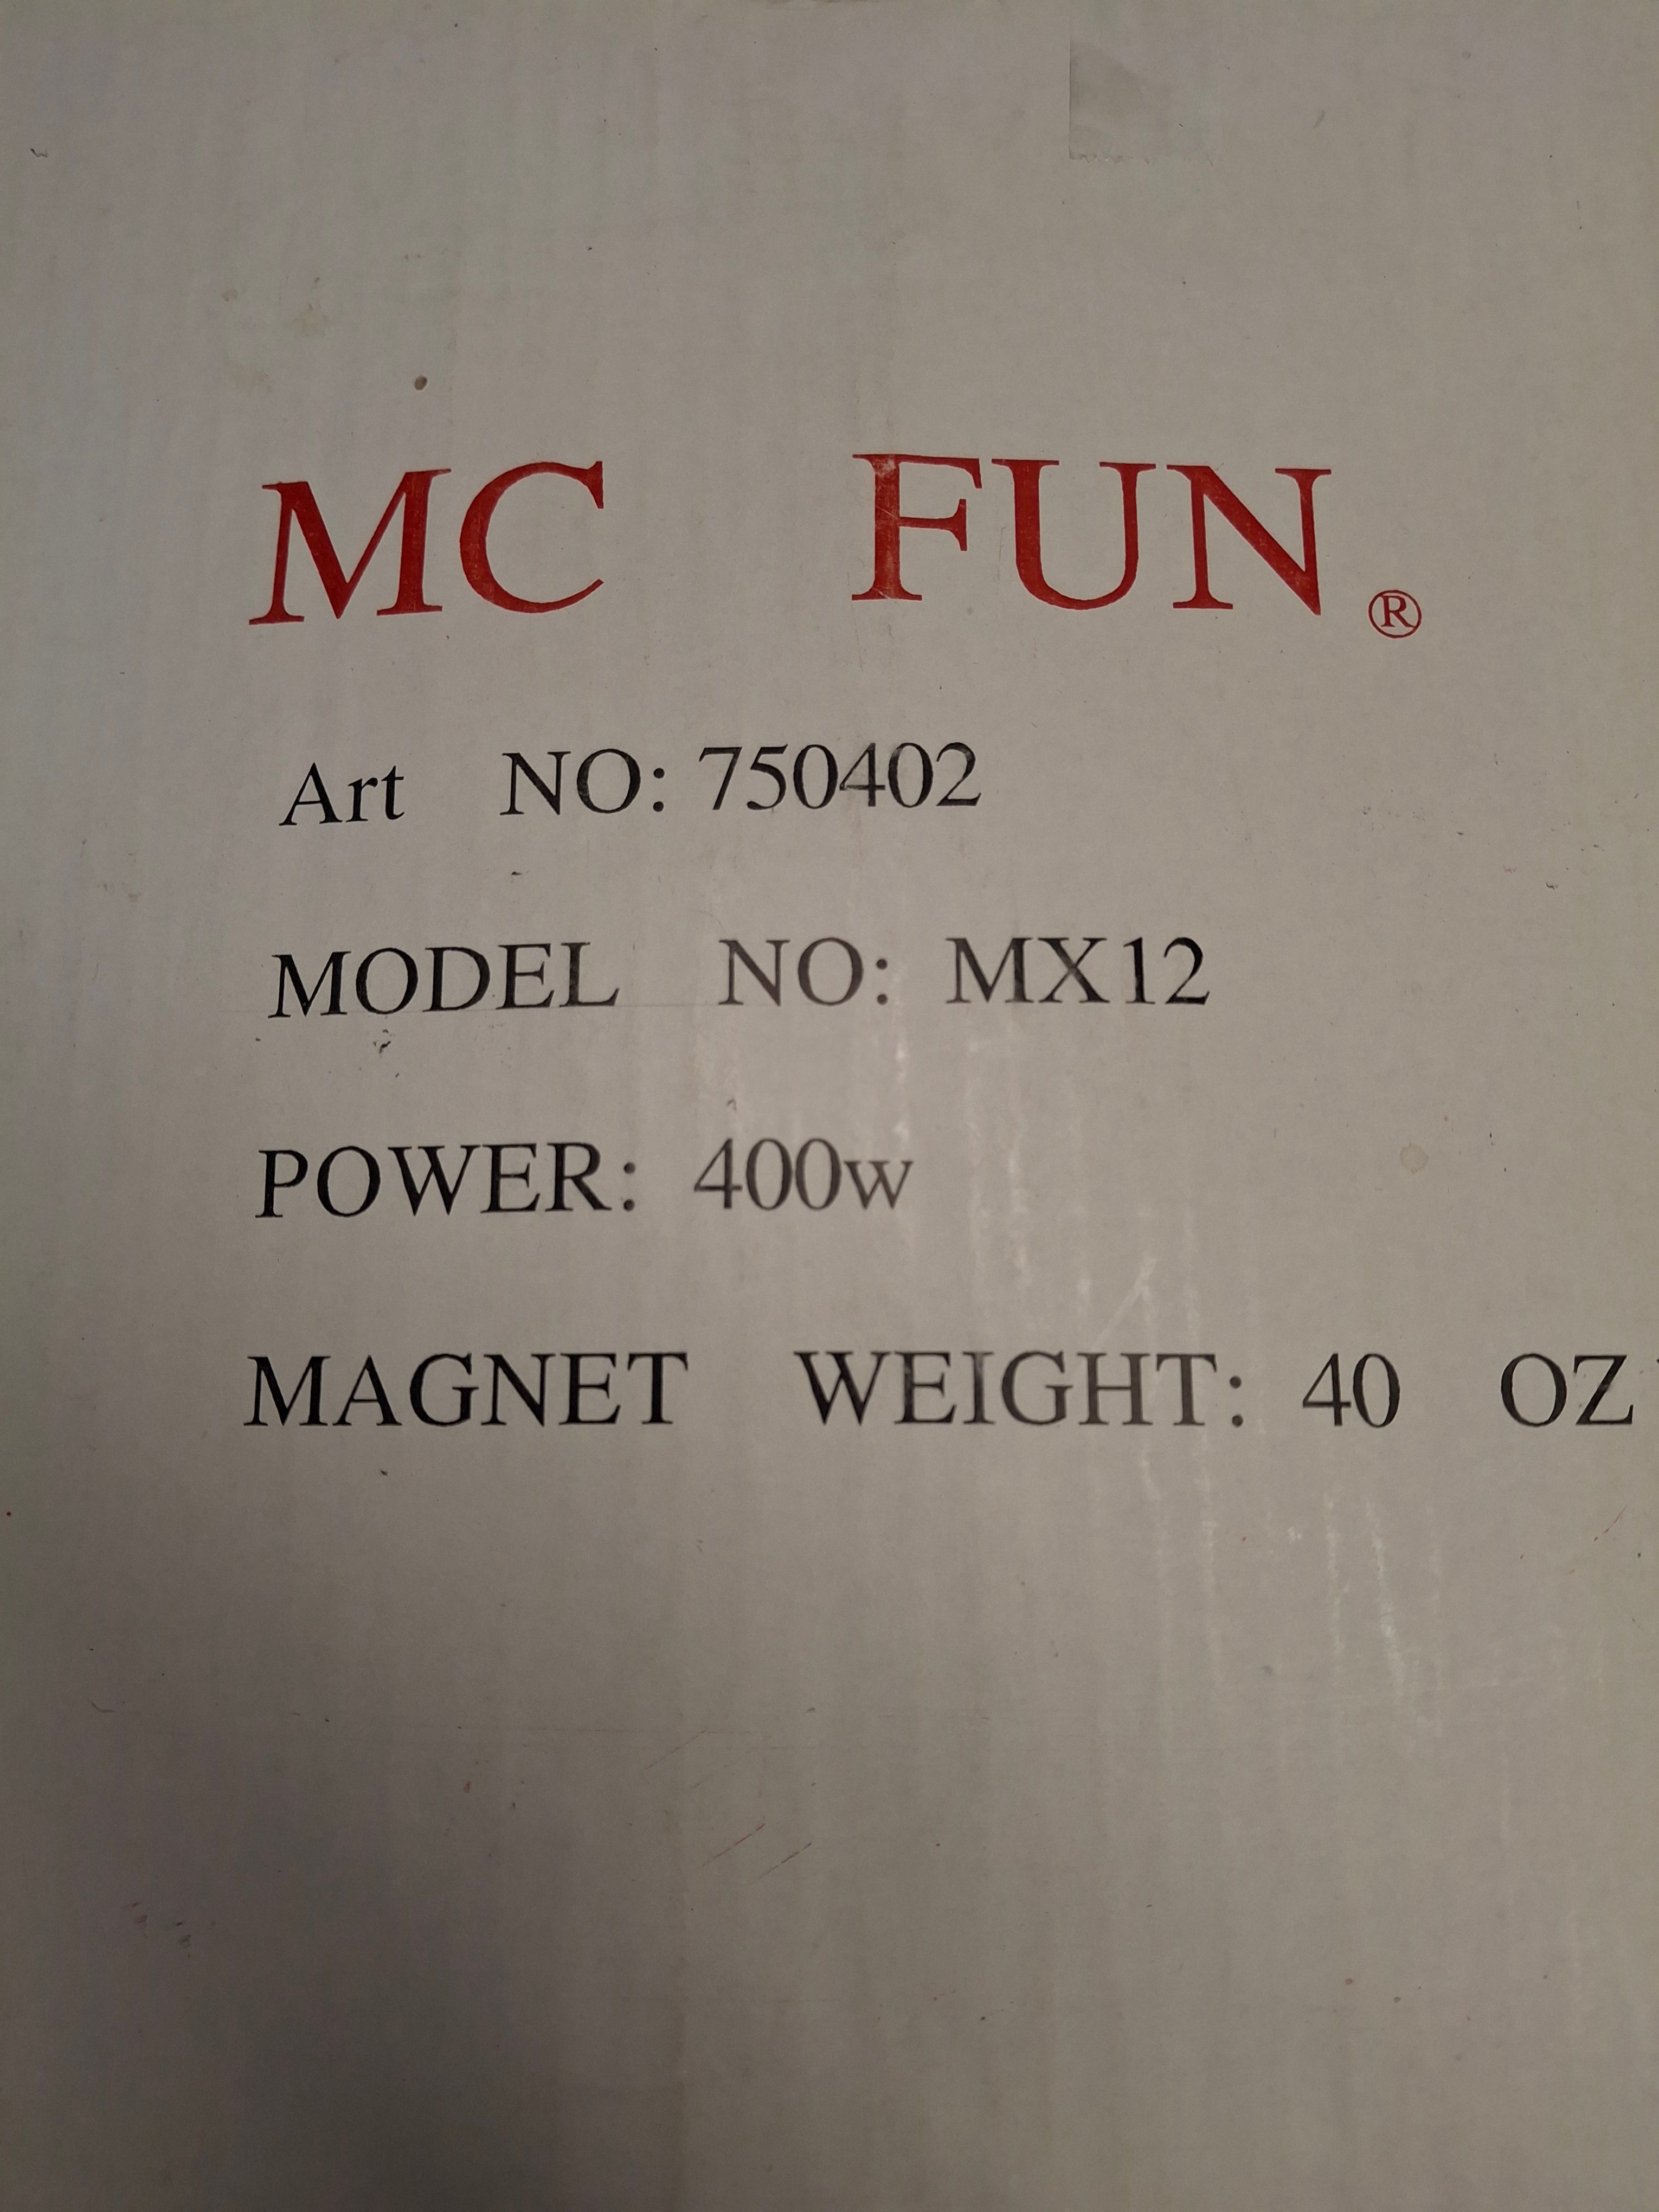 MC FUN ®
Art NO: 750402
MODEL NO: MX12
POWER: 400w
MAGNET WEIGHT: 40 OZ